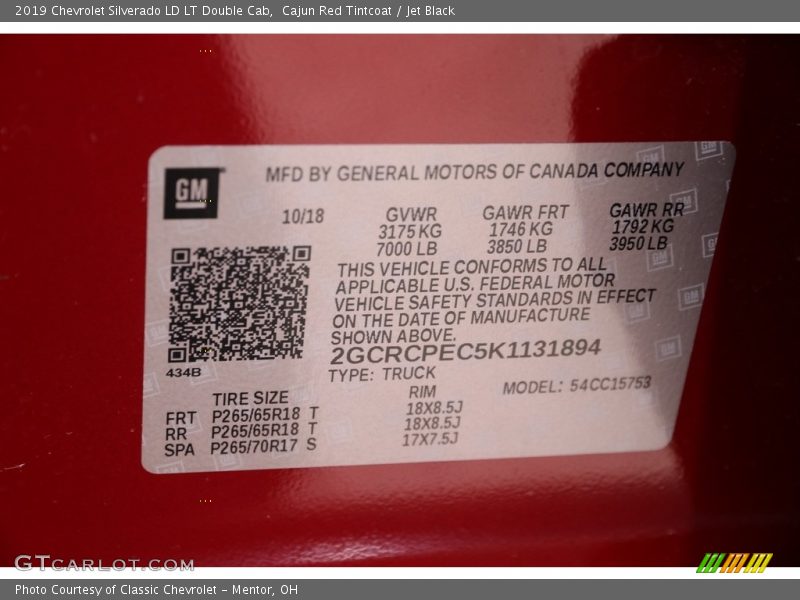 2019 Chevrolet Silverado LD LT Double Cab,  Cajun Red Tintcoat / Jet Black
GM
MFD BY GENERAL MOTORS OF CANADA COMPANY
10/18 GVWR GAWR FRT GAWR RR
3175 KG 1746 KG 1792 KG
7000 LB 3850 LB 3950 LB
THIS VEHICLE CONFORMS TO ALL
APPLICABLE U.S. FEDERAL MOTOR
VEHICLE SAFETY STANDARDS IN EFFECT
ON THE DATE OF MANUFACTURE
SHOWN ABOVE.
2GCRCPEC5K1131894
434B
TYPE: TRUCK
TIRE SIZE RIM MODEL: 54CC15753
FRT P265/65R18 T 18X8.5J
RR P265/65R18 T 18X8.5J
SPA P265/70R17 S 17X7.5J
GTCARLOT.COM
Photo Courtesy of Classic Chevrolet - Mentor, OH